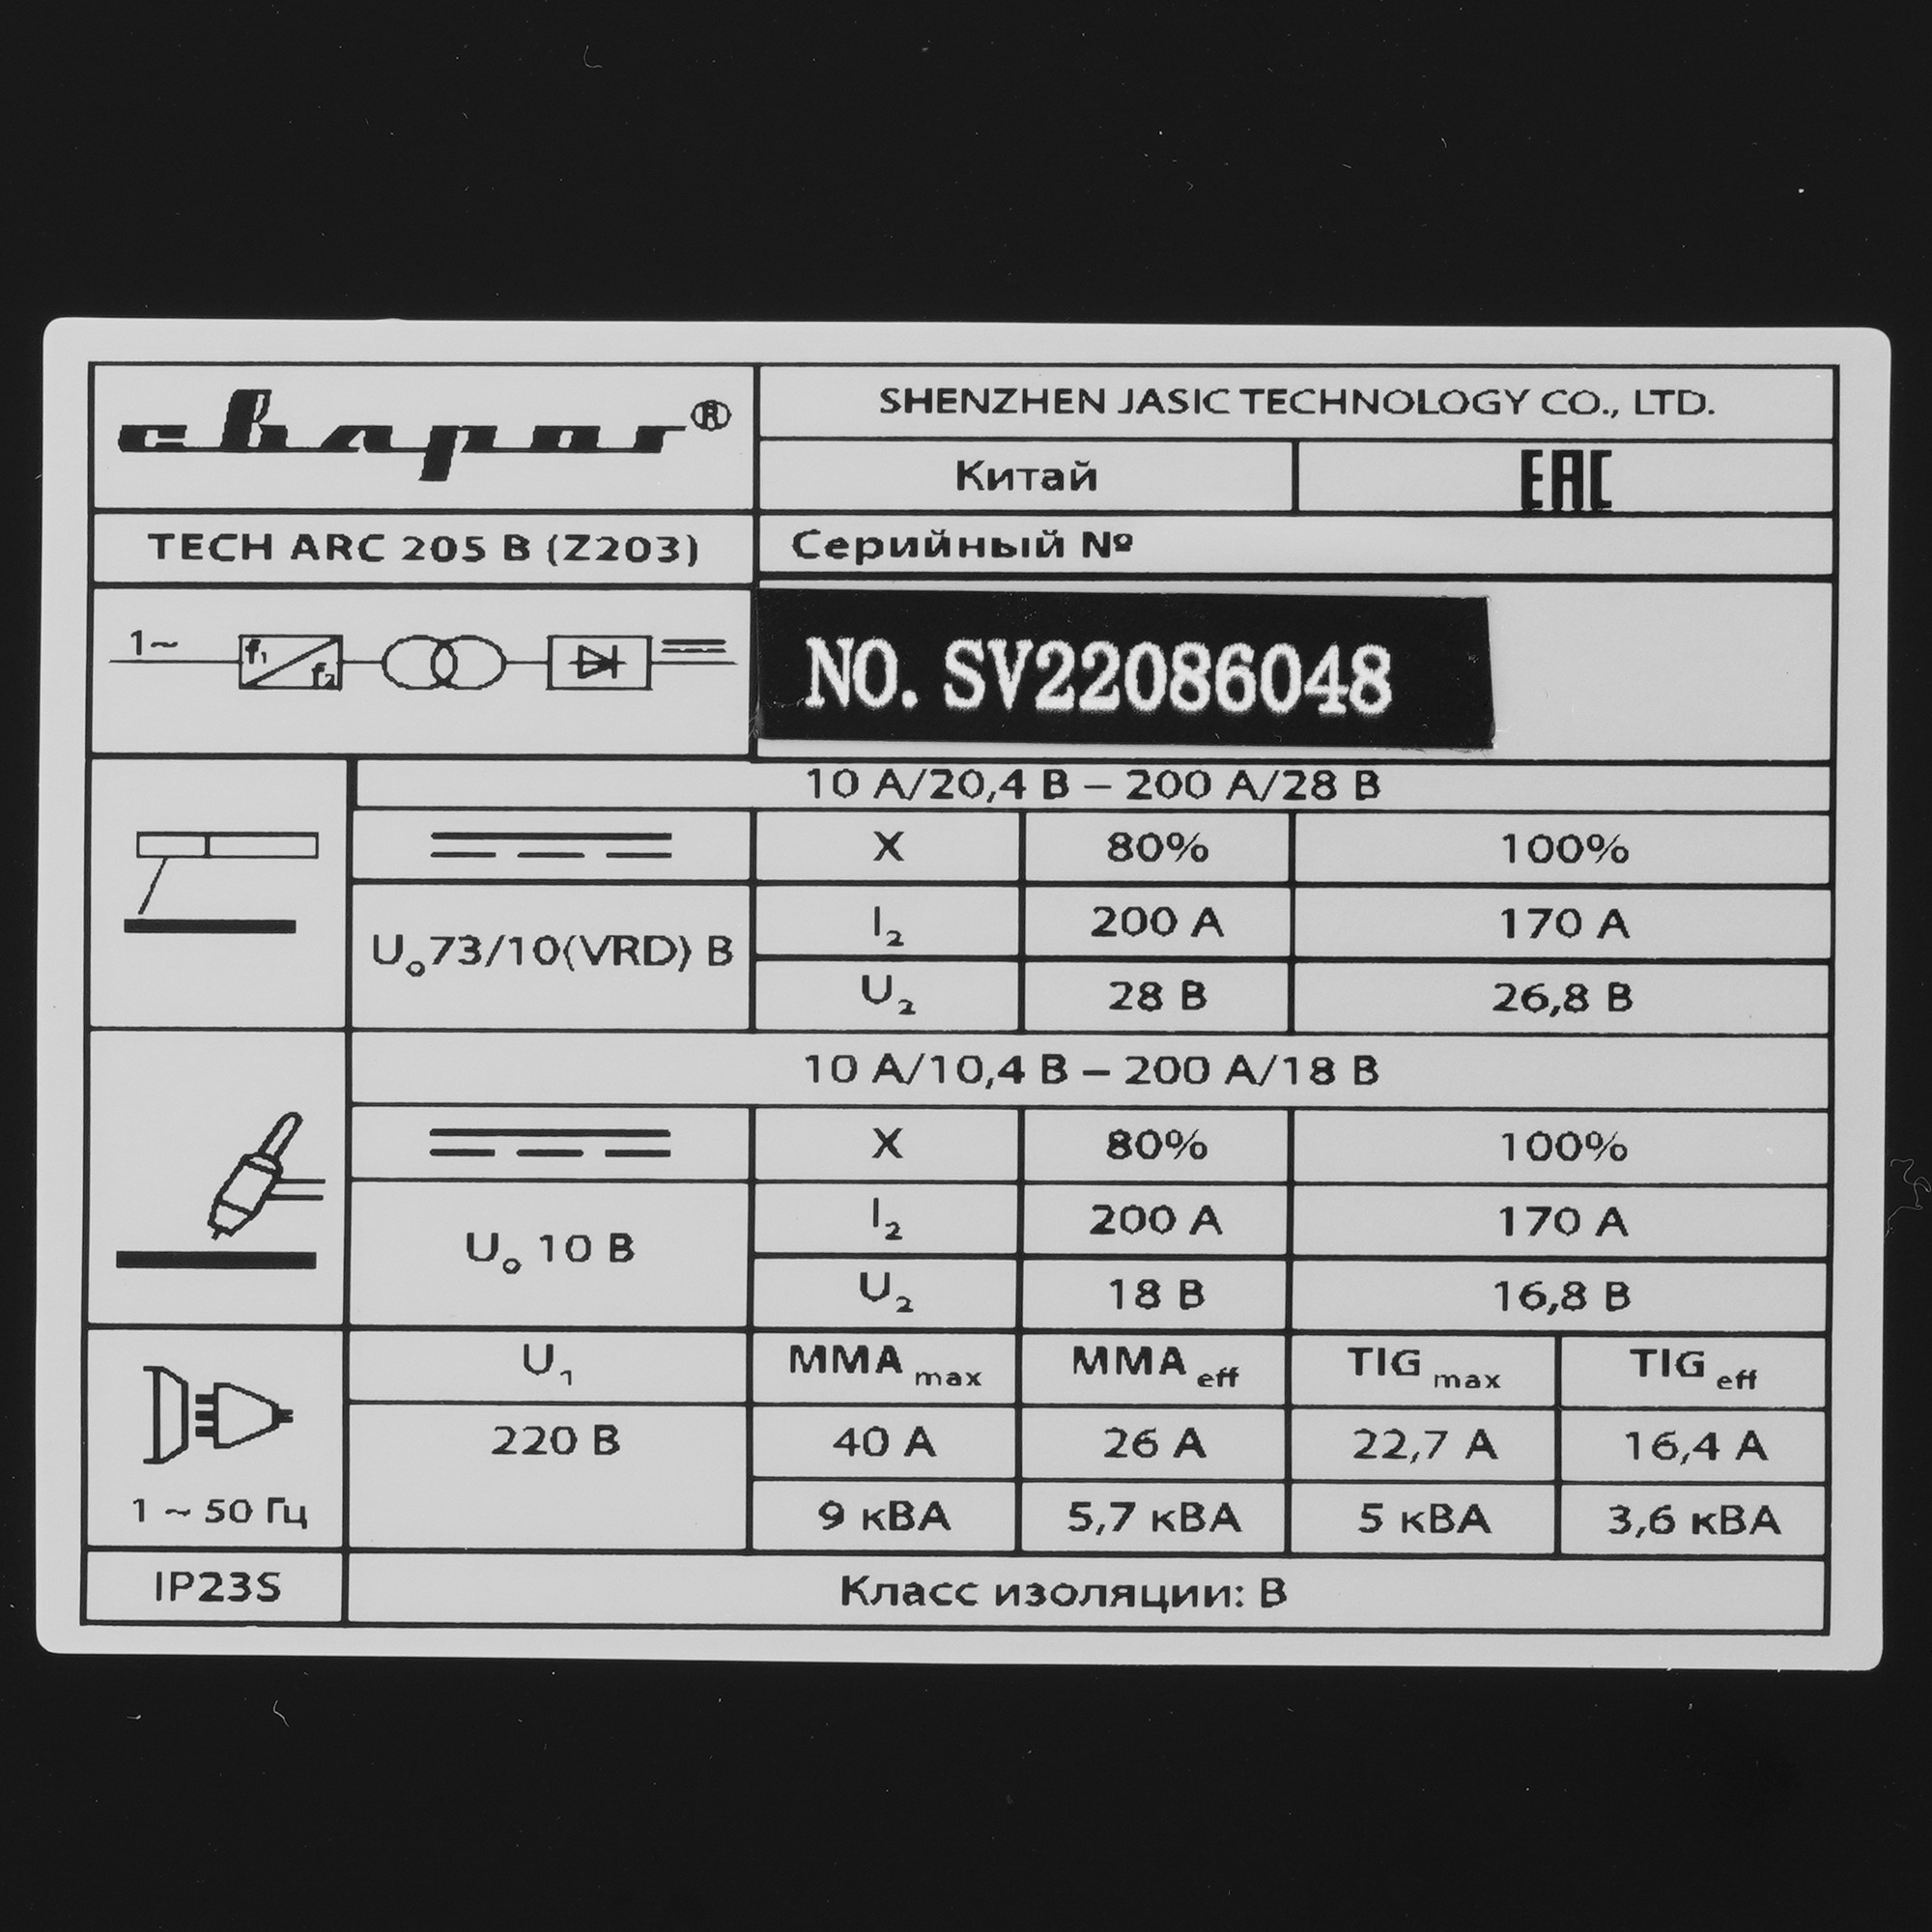 сварог®
SHENZHEN JASIC TECHNOLOGY CO., LTD.
Китай
EAC
TECH ARC 205 B (Z203)
Серийный №
1~
f₁
f₂
NO. SV22086048
10 А/20,4 В – 200 А/28 В
X 80% 100%
U₀73/10(VRD) В
I₂ 200 А 170 А
U₂ 28 В 26,8 В
10 А/10,4 В – 200 А/18 В
X 80% 100%
U₀ 10 В
I₂ 200 А 170 А
U₂ 18 В 16,8 В
U₁ MMA max MMA eff TIG max TIG eff
220 В 40 А 26 А 22,7 А 16,4 А
1 ~ 50 Гц 9 кВА 5,7 кВА 5 кВА 3,6 кВА
IP23S Класс изоляции: В